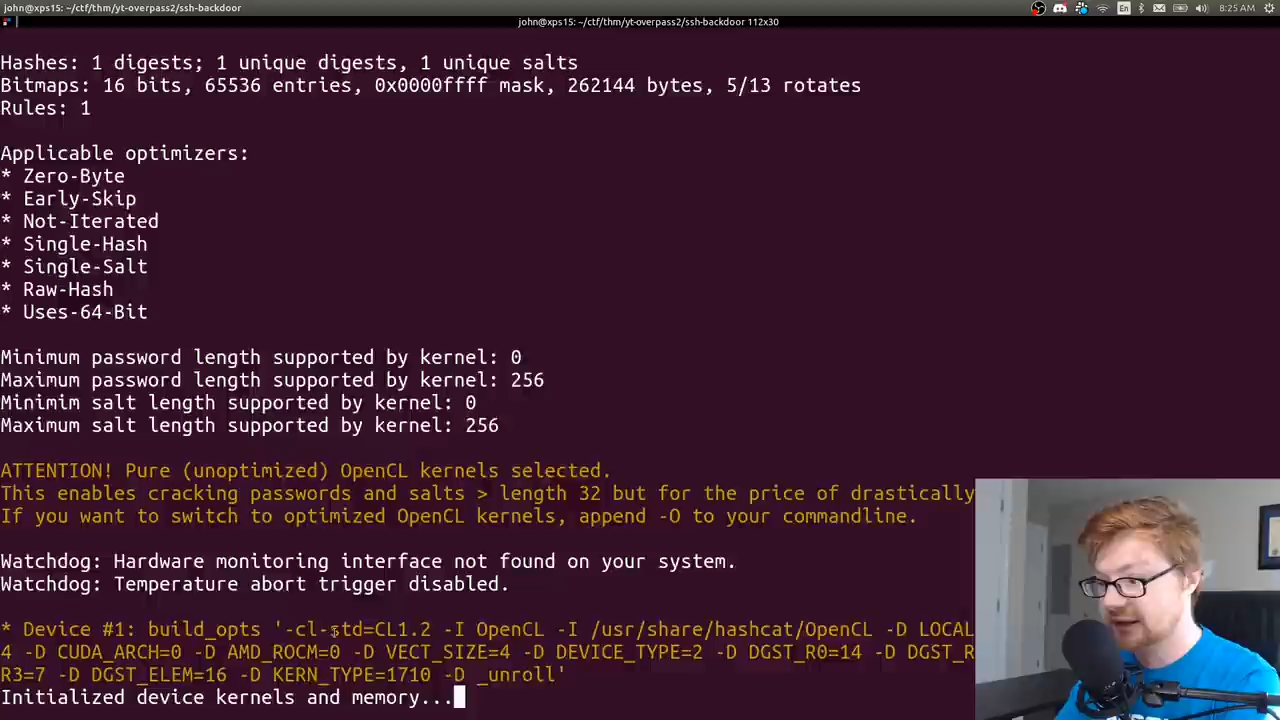 john@xps15: ~/ctf/thm/yt-overpass2/ssh-backdoor
En
8:25 AM
john@xps15: ~/ctf/thm/yt-overpass2/ssh-backdoor 112x30
Hashes: 1 digests; 1 unique digests, 1 unique salts
Bitmaps: 16 bits, 65536 entries, 0x0000ffff mask, 262144 bytes, 5/13 rotates
Rules: 1
Applicable optimizers:
* Zero-Byte
* Early-Skip
* Not-Iterated
* Single-Hash
* Single-Salt
* Raw-Hash
* Uses-64-Bit
Minimum password length supported by kernel: 0
Maximum password length supported by kernel: 256
Minimim salt length supported by kernel: 0
Maximum salt length supported by kernel: 256
ATTENTION! Pure (unoptimized) OpenCL kernels selected.
This enables cracking passwords and salts > length 32 but for the price of drastically
If you want to switch to optimized OpenCL kernels, append -O to your commandline.
Watchdog: Hardware monitoring interface not found on your system.
Watchdog: Temperature abort trigger disabled.
* Device #1: build_opts '-cl-std=CL1.2 -I OpenCL -I /usr/share/hashcat/OpenCL -D LOCAL
4 -D CUDA_ARCH=0 -D AMD_ROCM=0 -D VECT_SIZE=4 -D DEVICE_TYPE=2 -D DGST_R0=14 -D DGST_R
R3=7 -D DGST_ELEM=16 -D KERN_TYPE=1710 -D _unroll'
Initialized device kernels and memory...